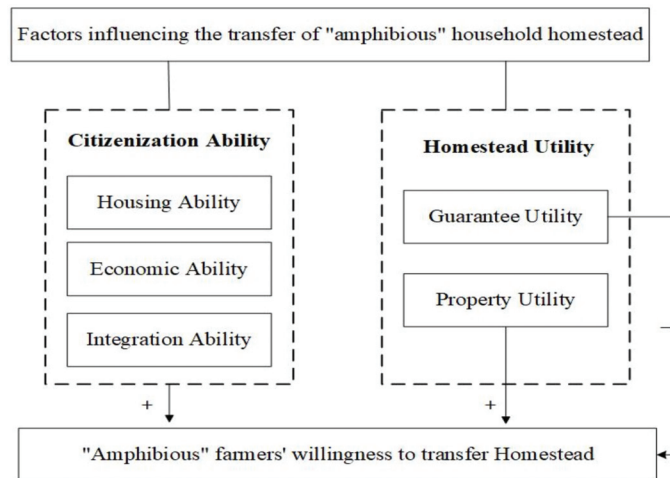 Factors influencing the transfer of "amphibious" household homestead
Citizenization Ability
Housing Ability
Economic Ability
Integration Ability
Homestead Utility
Guarantee Utility
Property Utility
+
+
"Amphibious" farmers' willingness to transfer Homestead